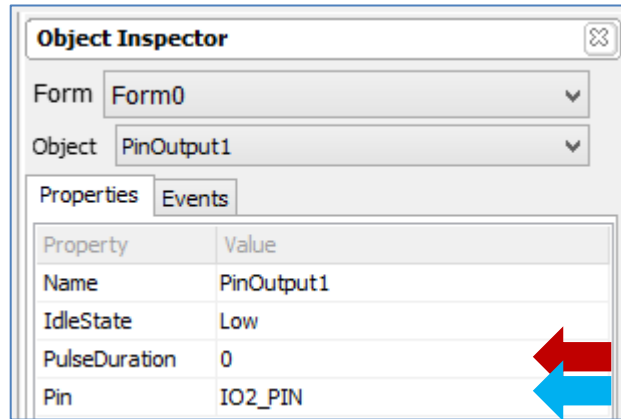 Object Inspector
Form Form0
Object PinOutput1
Properties Events
Property Value
Name PinOutput1
IdleState Low
PulseDuration 0
Pin IO2_PIN